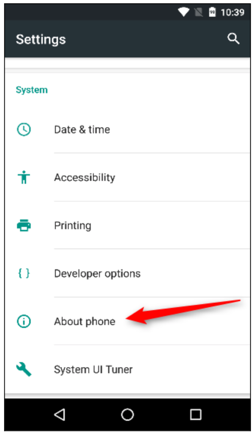 10:39
Settings
System
Date & time
Accessibility
Printing
{ } Developer options
About phone
System UI Tuner